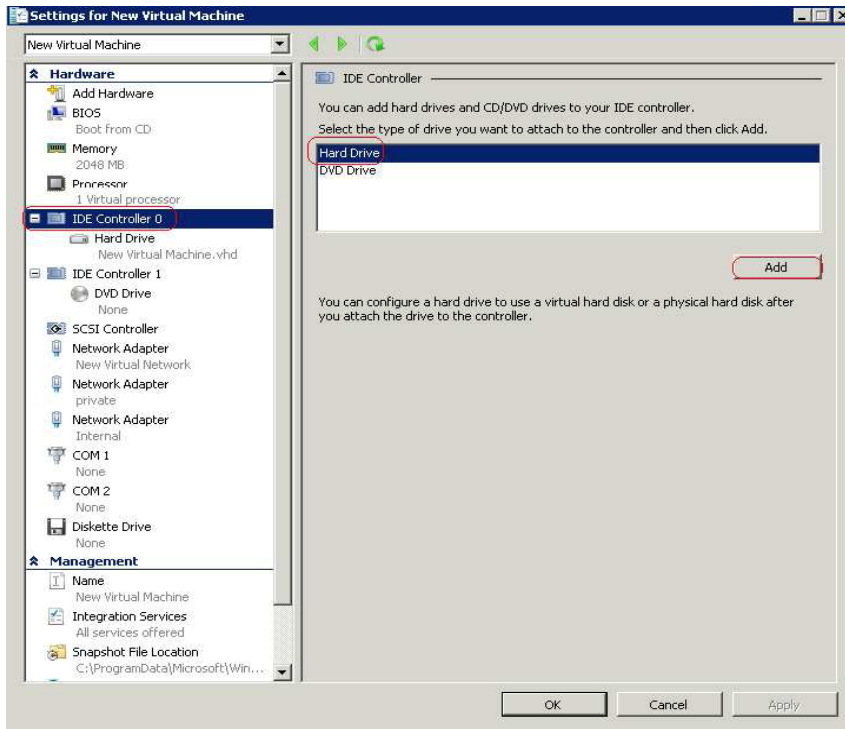 Settings for New Virtual Machine
New Virtual Machine
Hardware
Add Hardware
BIOS
Boot from CD
Memory
2048 MB
Processor
1 Virtual processor
IDE Controller 0
Hard Drive
New Virtual Machine.vhd
IDE Controller 1
DVD Drive
None
SCSI Controller
Network Adapter
New Virtual Network
Network Adapter
private
Network Adapter
Internal
COM 1
None
COM 2
None
Diskette Drive
None
Management
Name
New Virtual Machine
Integration Services
All services offered
Snapshot File Location
C:\ProgramData\Microsoft\Win...
IDE Controller
You can add hard drives and CD/DVD drives to your IDE controller.
Select the type of drive you want to attach to the controller and then click Add.
Hard Drive
DVD Drive
Add
You can configure a hard drive to use a virtual hard disk or a physical hard disk after
you attach the drive to the controller.
OK
Cancel
Apply